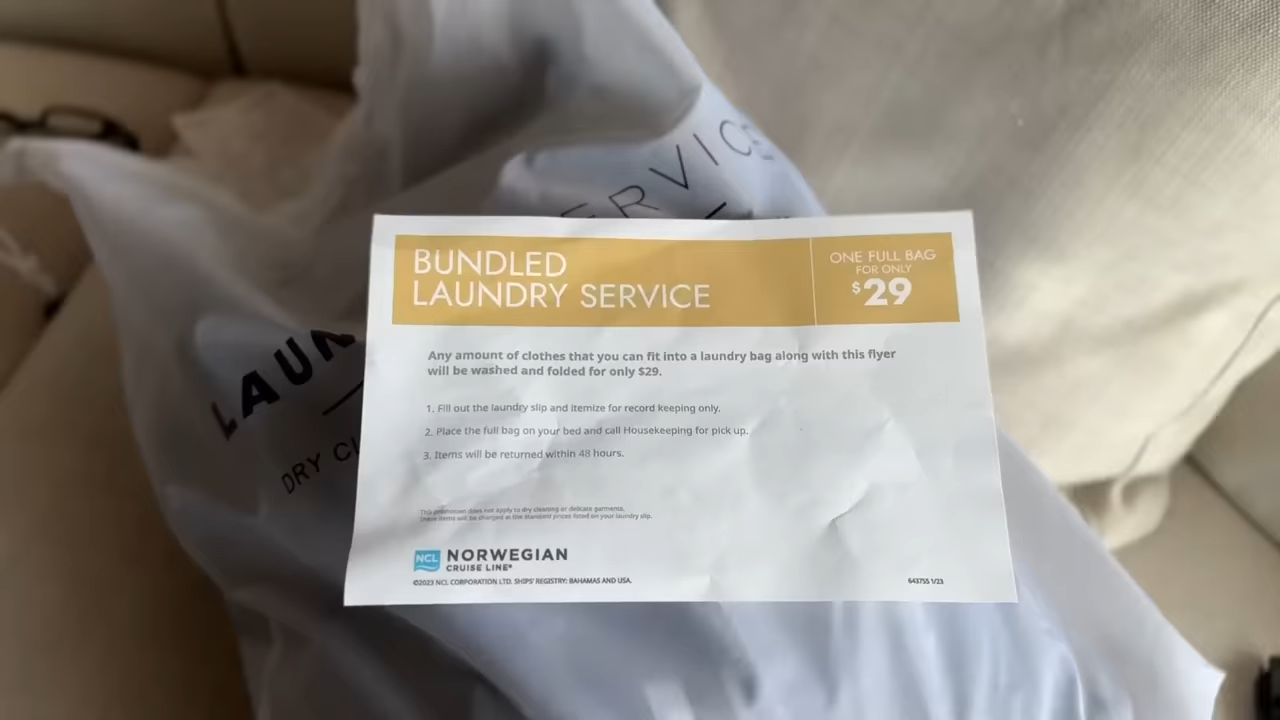 SERVICE
BUNDLED
LAUNDRY SERVICE
ONE FULL BAG
FOR ONLY
$29
LAUN
DRY CL
Any amount of clothes that you can fit into a laundry bag along with this flyer
will be washed and folded for only $29.
1. Fill out the laundry slip and itemize for record keeping only.
2. Place the full bag on your bed and call Housekeeping for pick up.
3. Items will be returned within 48 hours.
This promotion does not apply to dry cleaning or delicate garments.
These items will be charged at the standard prices listed on your laundry slip.
NCL
NORWEGIAN
CRUISE LINE®
©2023 NCL CORPORATION LTD. SHIPS' REGISTRY: BAHAMAS AND USA.
643755 1/23